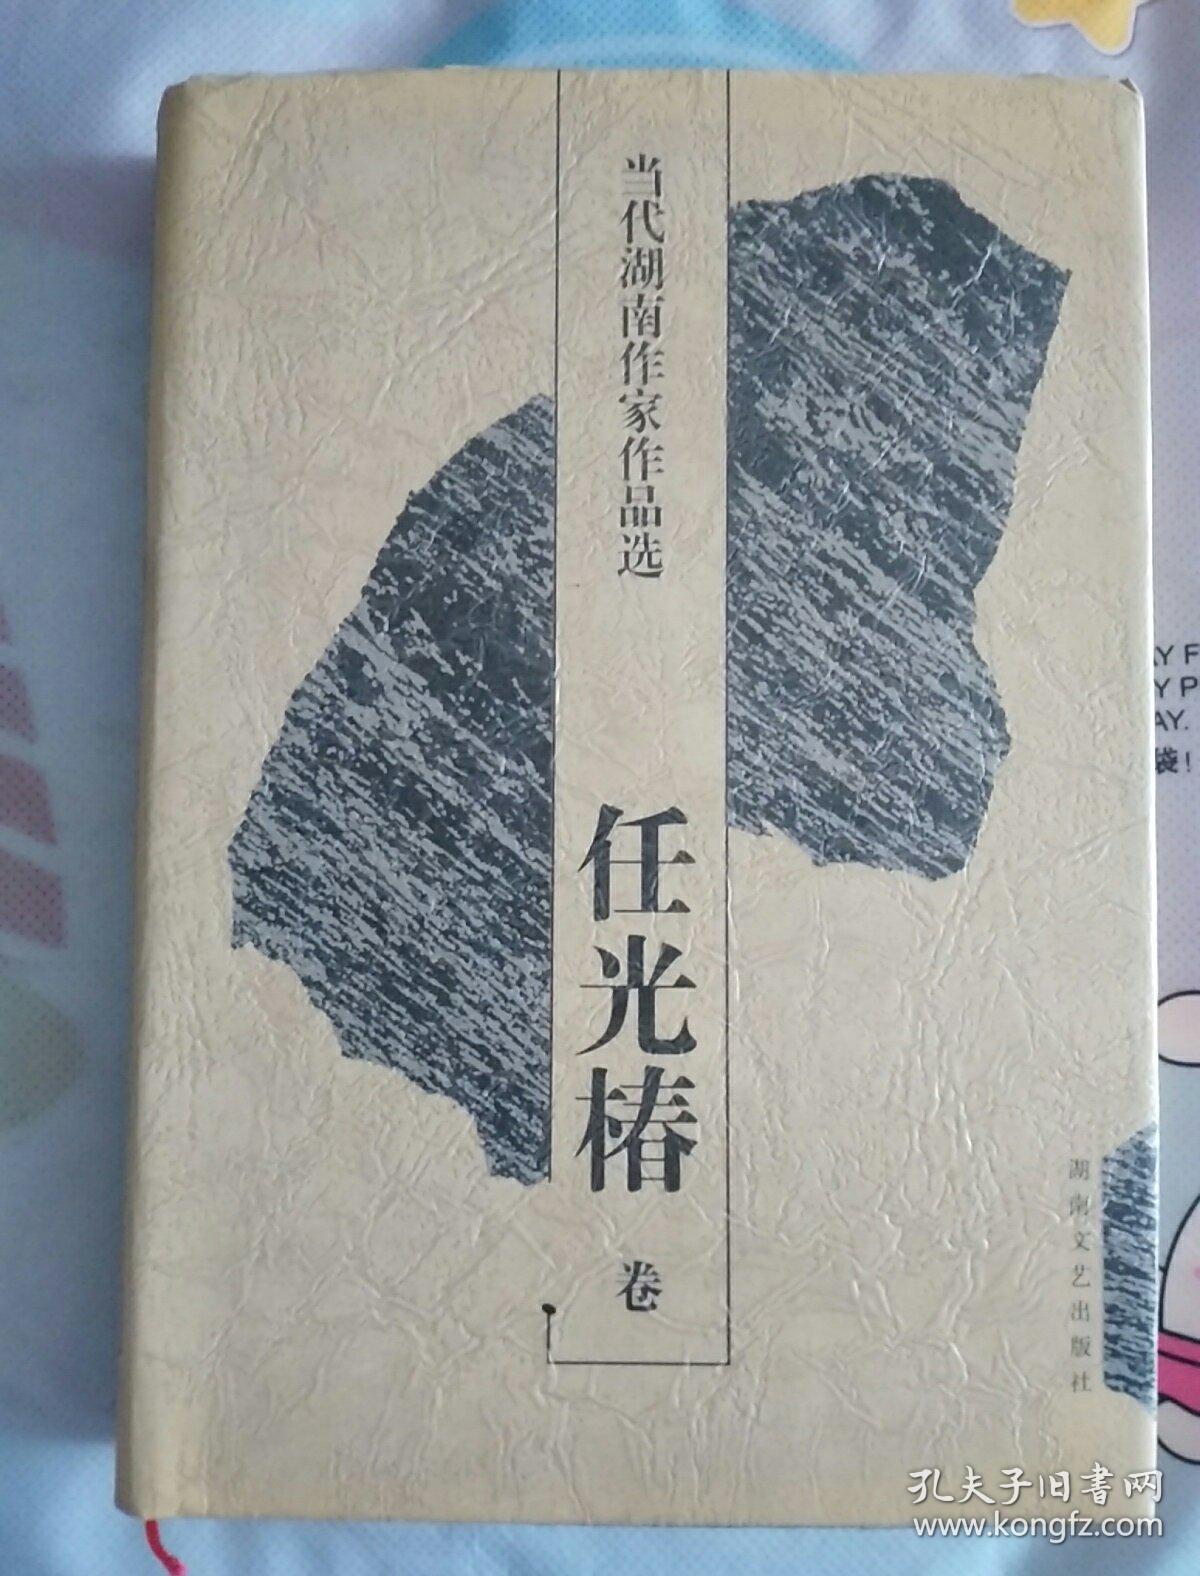 当代湖南作家作品选
任光椿
卷
湖南文艺出版社
袋！
孔夫子旧书网
www.kongfz.com